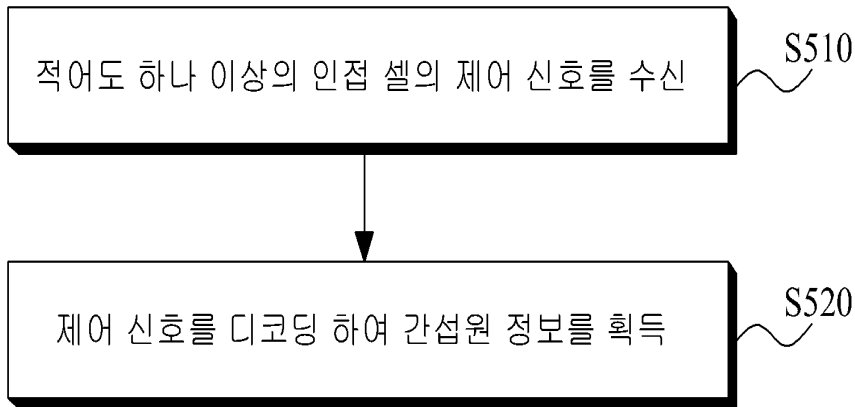 적어도 하나 이상의 인접 셀의 제어 신호를 수신
S510
제어 신호를 디코딩 하여 간섭원 정보를 획득
S520